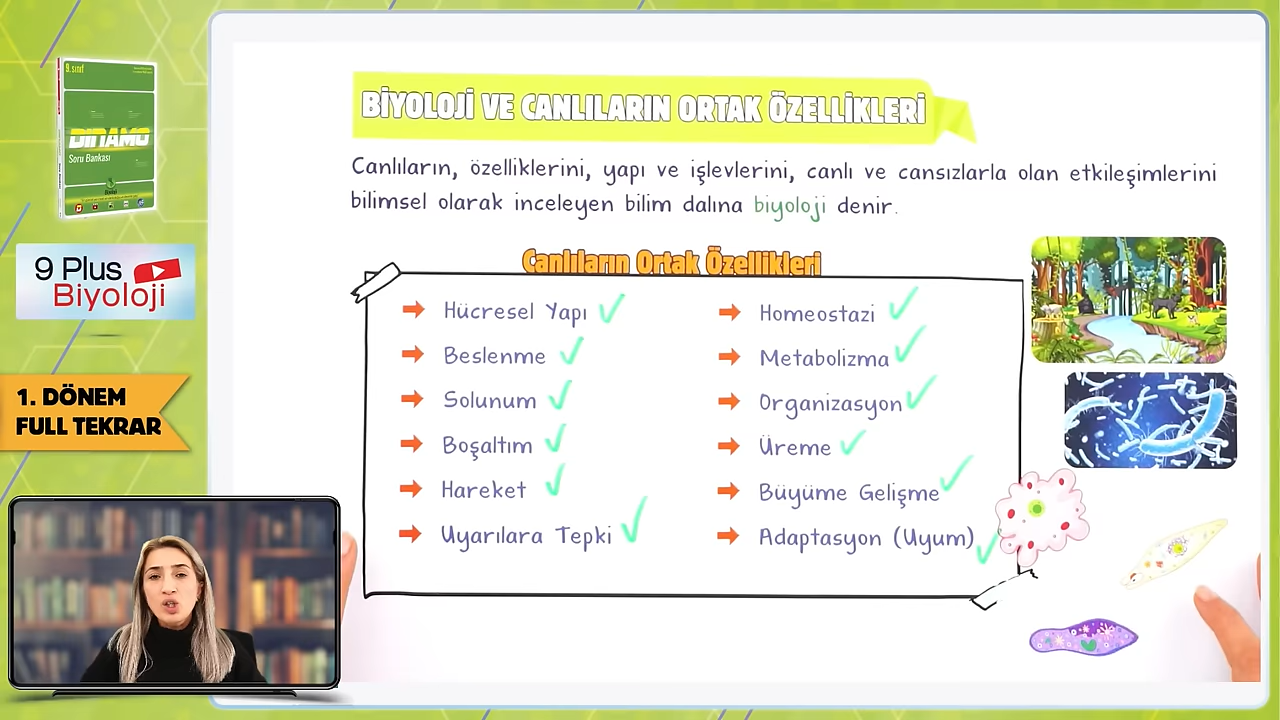 9. sınıf
DİNAMO
Soru Bankası
9 Plus
Biyoloji
1. DÖNEM
FULL TEKRAR
BİYOLOJİ VE CANLILARIN ORTAK ÖZELLİKLERİ
Canlıların, özelliklerini, yapı ve işlevlerini, canlı ve cansızlarla olan etkileşimlerini
bilimsel olarak inceleyen bilim dalına biyoloji denir.
Canlıların Ortak Özellikleri
Hücresel Yapı
Beslenme
Solunum
Boşaltım
Hareket
Uyarılara Tepki
Homeostazi
Metabolizma
Organizasyon
Üreme
Büyüme Gelişme
Adaptasyon (Uyum)